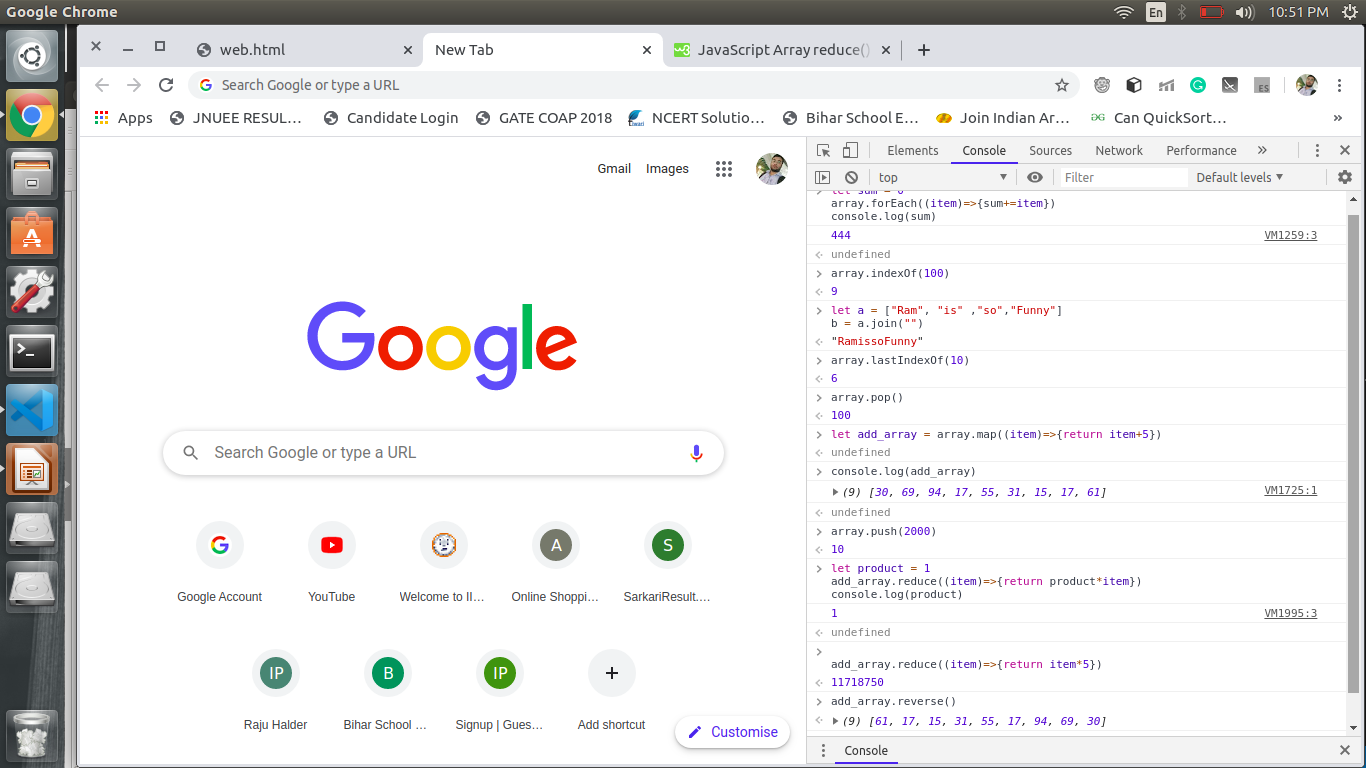 Google Chrome
En
10:51 PM
web.html
New Tab
JavaScript Array reduce()
Search Google or type a URL
ES
Apps
JNUEE RESUL…
Candidate Login
GATE COAP 2018
NCERT Solutio…
Bihar School E…
Join Indian Ar…
Can QuickSort…
»
Gmail
Images
Google
Search Google or type a URL
Google Account
YouTube
Welcome to II…
A
Online Shoppi…
S
SarkariResult.…
IP
Raju Halder
B
Bihar School …
IP
Signup | Gues…
Add shortcut
Customise
Elements
Console
Sources
Network
Performance
»
top
Filter
Default levels
let sum = 0
array.forEach((item)=>{sum+=item})
console.log(sum)
444 VM1259:3
undefined
array.indexOf(100)
9
let a = ["Ram", "is" ,"so","Funny"]
b = a.join("")
"RamissoFunny"
array.lastIndexOf(10)
6
array.pop()
100
let add_array = array.map((item)=>{return item+5})
undefined
console.log(add_array)
(9) [30, 69, 94, 17, 55, 31, 15, 17, 61] VM1725:1
undefined
array.push(2000)
10
let product = 1
add_array.reduce((item)=>{return product*item})
console.log(product)
1 VM1995:3
undefined
add_array.reduce((item)=>{return item*5})
11718750
add_array.reverse()
(9) [61, 17, 15, 31, 55, 17, 94, 69, 30]
Console